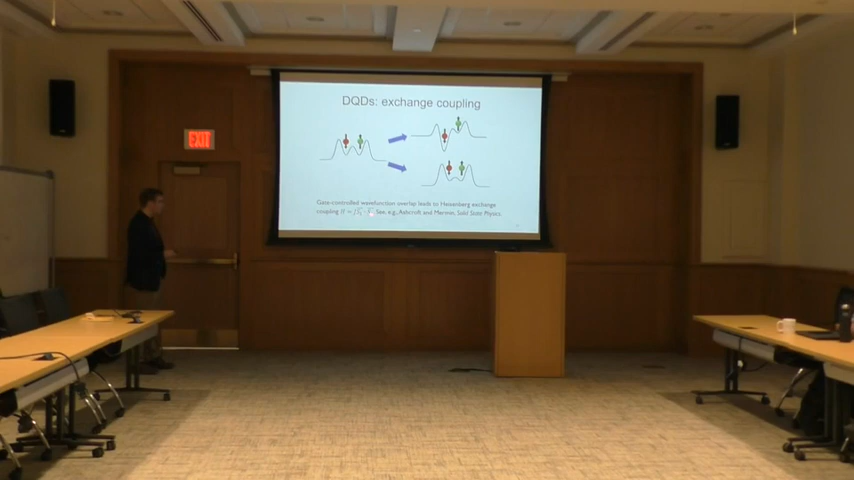 EXIT
DQDs: exchange coupling
Gate-controlled wavefunction overlap leads to Heisenberg exchange
coupling See, e.g., Ashcroft and Mermin, Solid State Physics